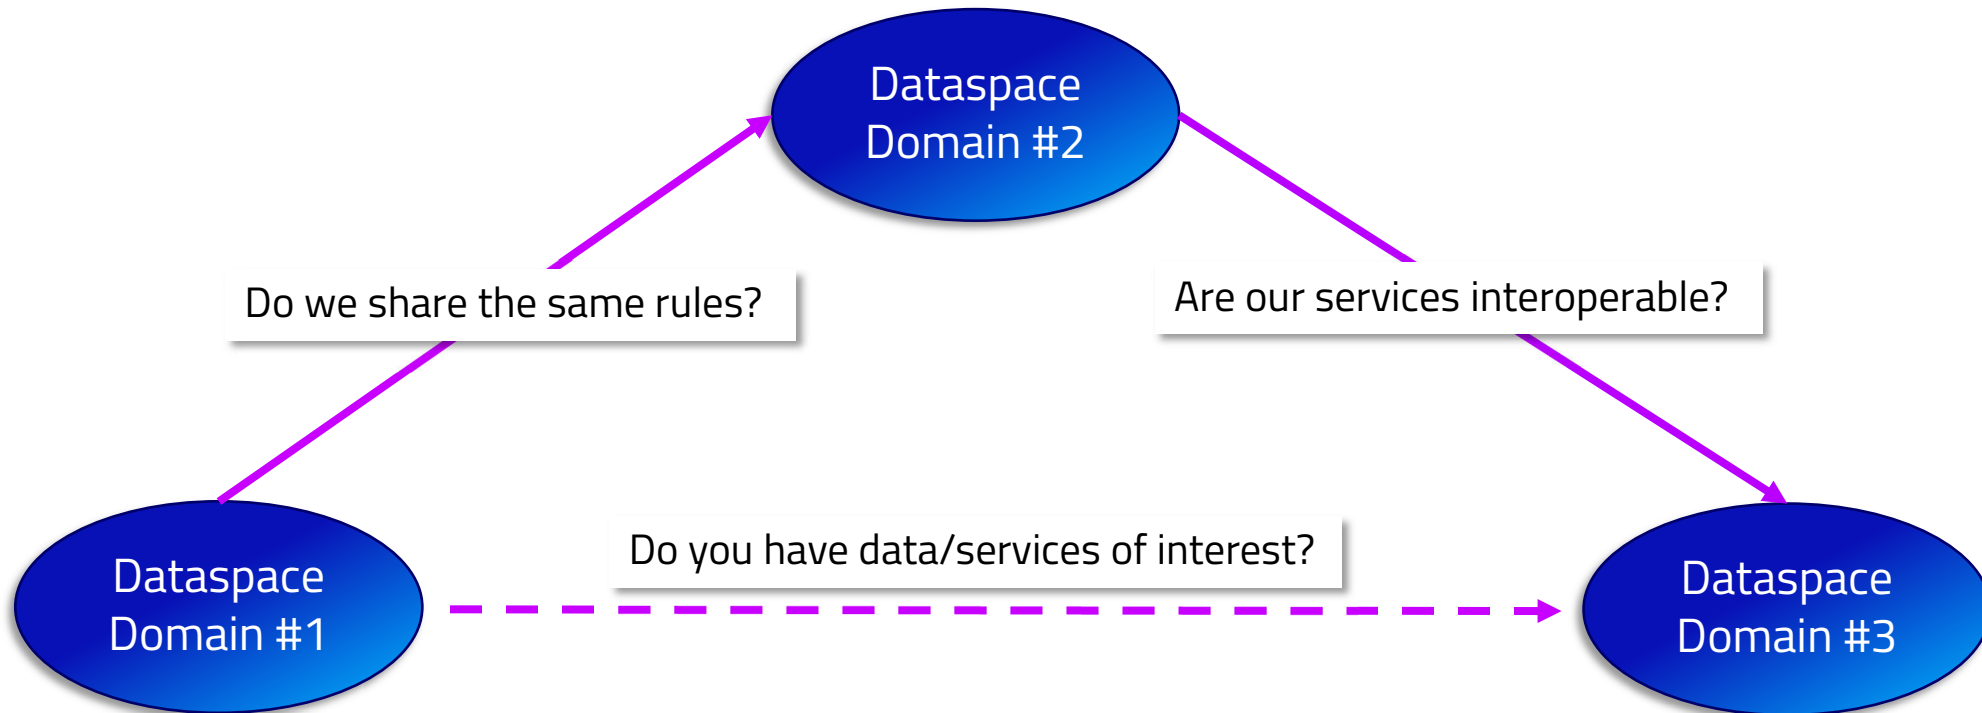 Dataspace
Domain #2
Do we share the same rules?
Are our services interoperable?
Do you have data/services of interest?
Dataspace
Domain #1
Dataspace
Domain #3